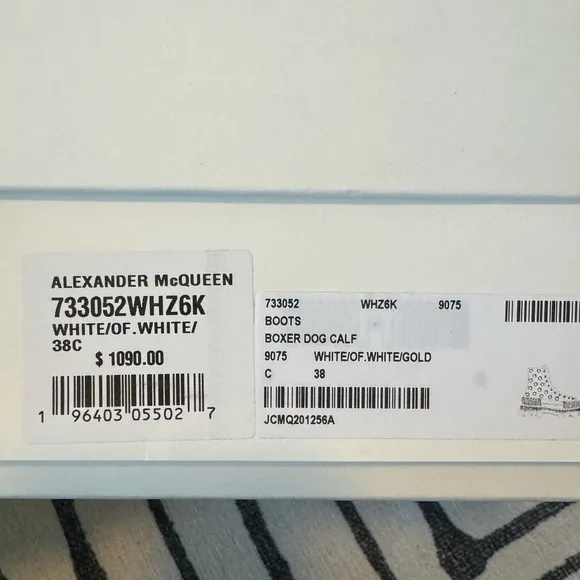 ALEXANDER McQUEEN
733052WHZ6K
WHITE/OF.WHITE/
38C
$ 1090.00
1 96403 05502 7
733052 WHZ6K 9075
BOOTS
BOXER DOG CALF
9075 WHITE/OF.WHITE/GOLD
C 38
JCMQ201256A